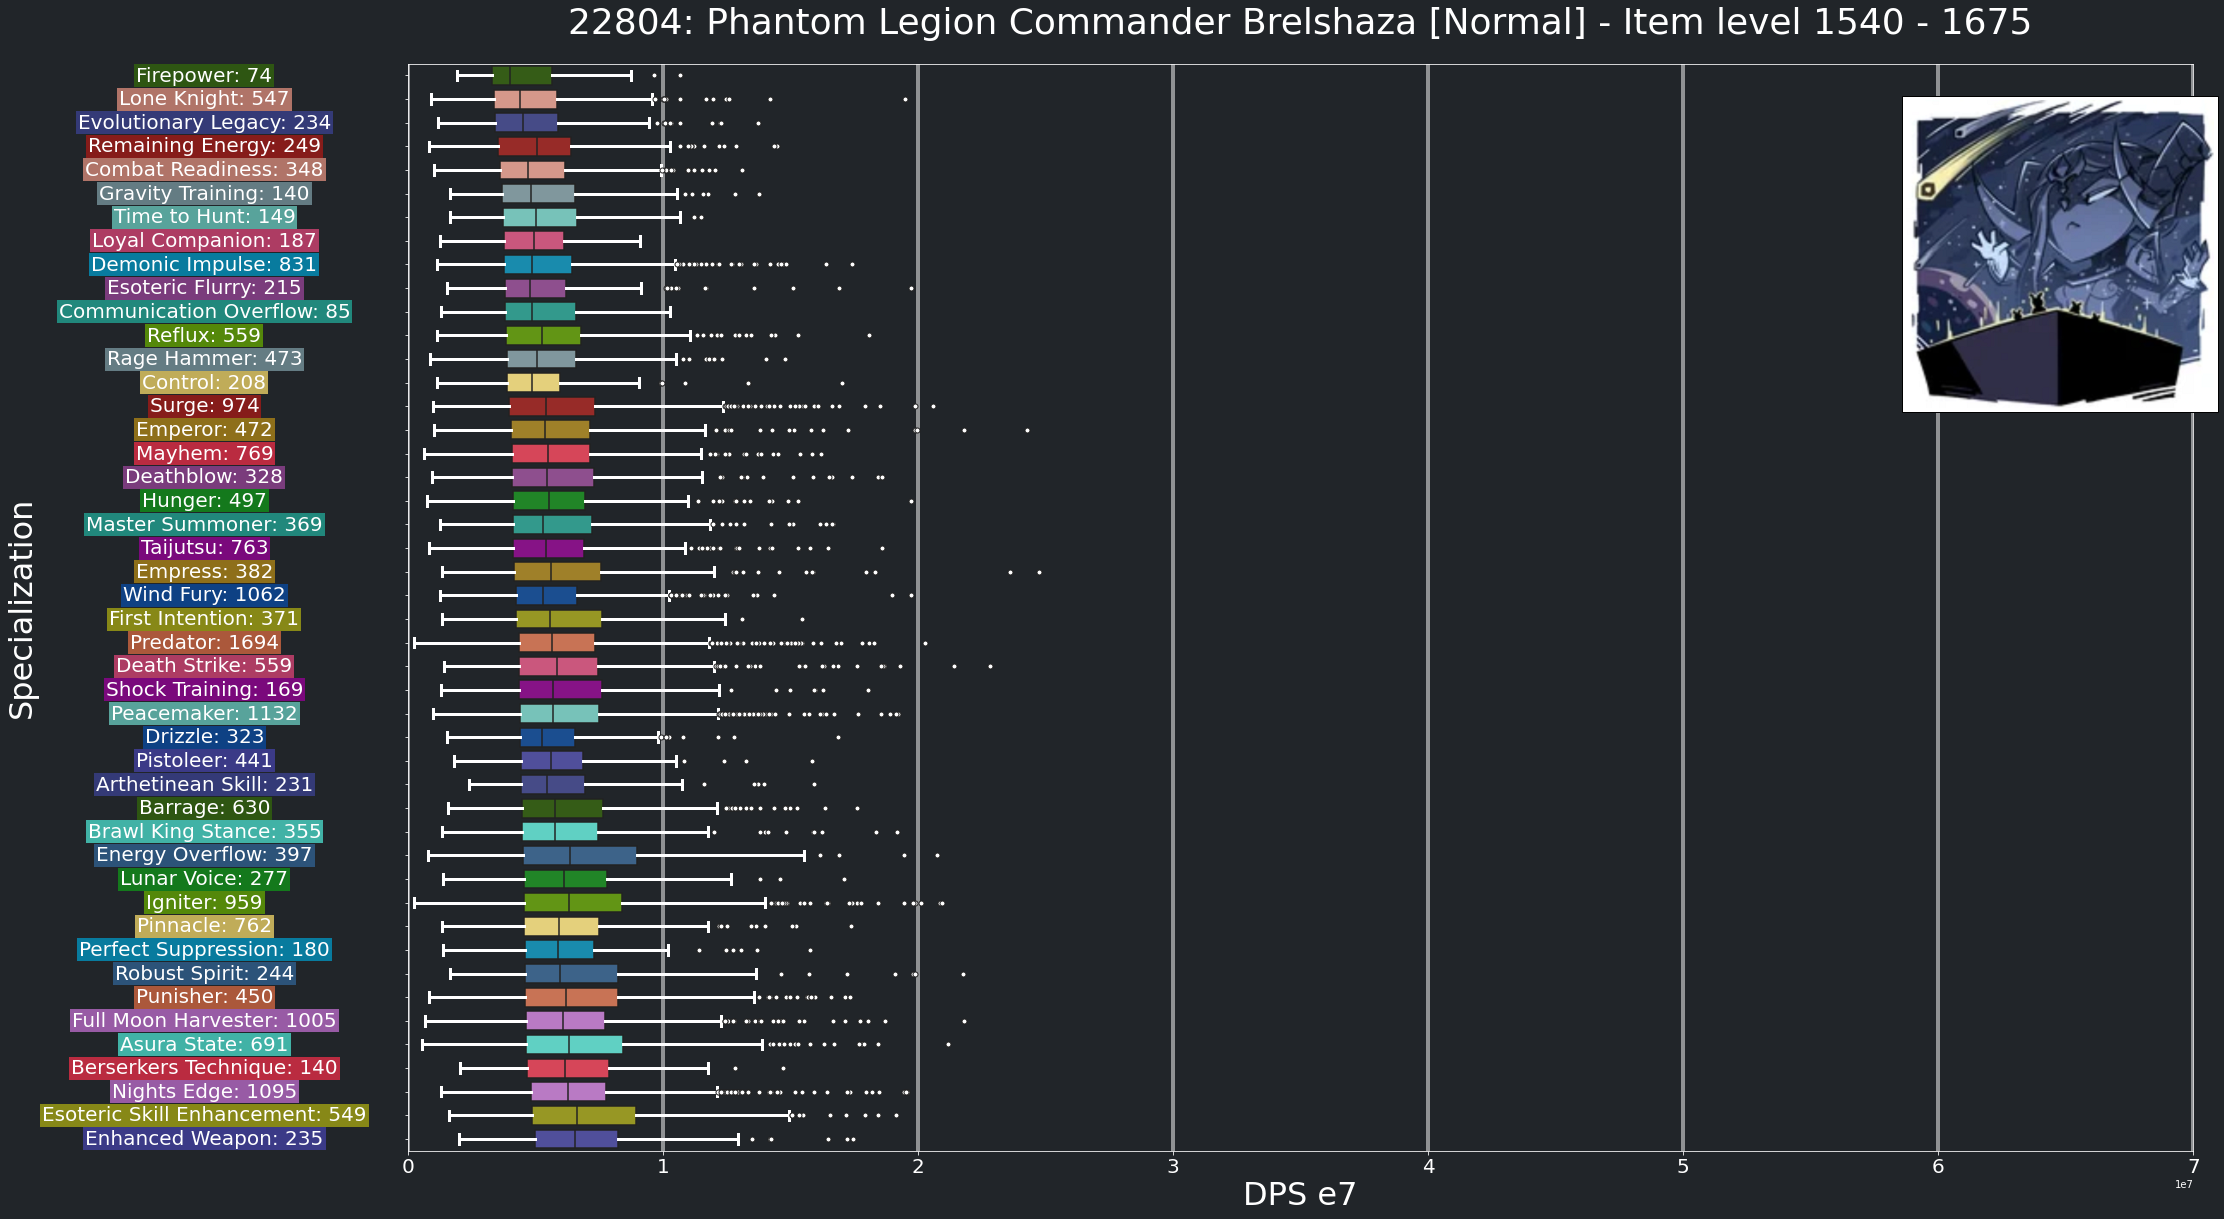 22804: Phantom Legion Commander Brelshaza [Normal] - Item level 1540 - 1675
Firepower: 74
Lone Knight: 547
Evolutionary Legacy: 234
Remaining Energy: 249
Combat Readiness: 348
Gravity Training: 140
Time to Hunt: 149
Loyal Companion: 187
Demonic Impulse: 831
Esoteric Flurry: 215
Communication Overflow: 85
Reflux: 559
Rage Hammer: 473
Control: 208
Surge: 974
Emperor: 472
Mayhem: 769
Deathblow: 328
Hunger: 497
Master Summoner: 369
Taijutsu: 763
Empress: 382
Wind Fury: 1062
First Intention: 371
Predator: 1694
Death Strike: 559
Shock Training: 169
Peacemaker: 1132
Drizzle: 323
Pistoleer: 441
Arthetinean Skill: 231
Barrage: 630
Brawl King Stance: 355
Energy Overflow: 397
Lunar Voice: 277
Igniter: 959
Pinnacle: 762
Perfect Suppression: 180
Robust Spirit: 244
Punisher: 450
Full Moon Harvester: 1005
Asura State: 691
Berserkers Technique: 140
Nights Edge: 1095
Esoteric Skill Enhancement: 549
Enhanced Weapon: 235
Specialization
0 1 2 3 4 5 6 7
1e7
DPS e7